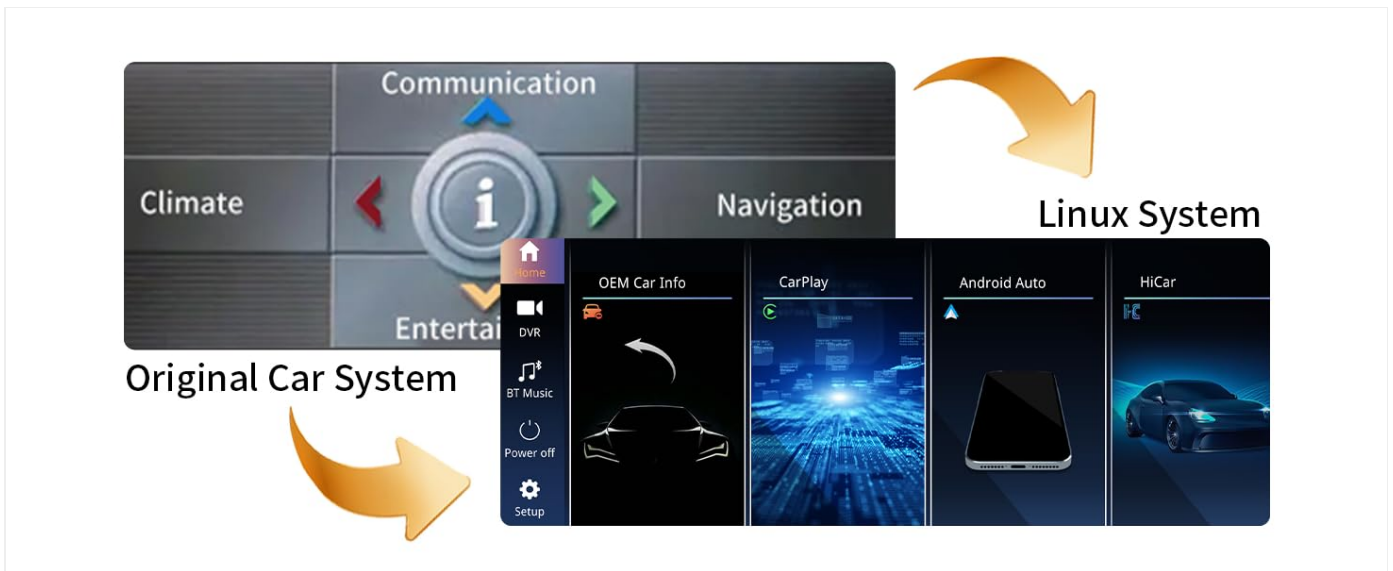 Communication
Climate
i
Navigation
Entertai
Original Car System
Linux System
Home
DVR
BT Music
Power off
Setup
OEM Car Info
CarPlay
Android Auto
HiCar